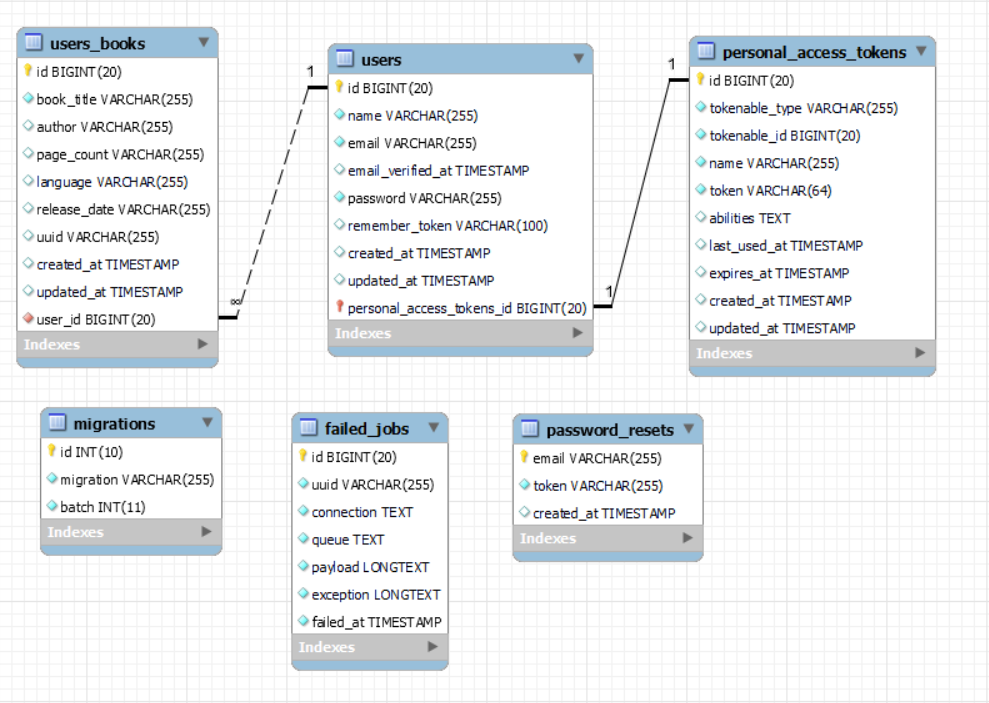 users_books
id BIGINT(20)
book_title VARCHAR(255)
author VARCHAR(255)
page_count VARCHAR(255)
language VARCHAR(255)
release_date VARCHAR(255)
uuid VARCHAR(255)
created_at TIMESTAMP
updated_at TIMESTAMP
user_id BIGINT(20)
Indexes
∞
1
users
id BIGINT(20)
name VARCHAR(255)
email VARCHAR(255)
email_verified_at TIMESTAMP
password VARCHAR(255)
remember_token VARCHAR(100)
created_at TIMESTAMP
updated_at TIMESTAMP
personal_access_tokens_id BIGINT(20)
Indexes
1
1
personal_access_tokens
id BIGINT(20)
tokenable_type VARCHAR(255)
tokenable_id BIGINT(20)
name VARCHAR(255)
token VARCHAR(64)
abilities TEXT
last_used_at TIMESTAMP
expires_at TIMESTAMP
created_at TIMESTAMP
updated_at TIMESTAMP
Indexes
migrations
id INT(10)
migration VARCHAR(255)
batch INT(11)
Indexes
failed_jobs
id BIGINT(20)
uuid VARCHAR(255)
connection TEXT
queue TEXT
payload LONGTEXT
exception LONGTEXT
failed_at TIMESTAMP
Indexes
password_resets
email VARCHAR(255)
token VARCHAR(255)
created_at TIMESTAMP
Indexes